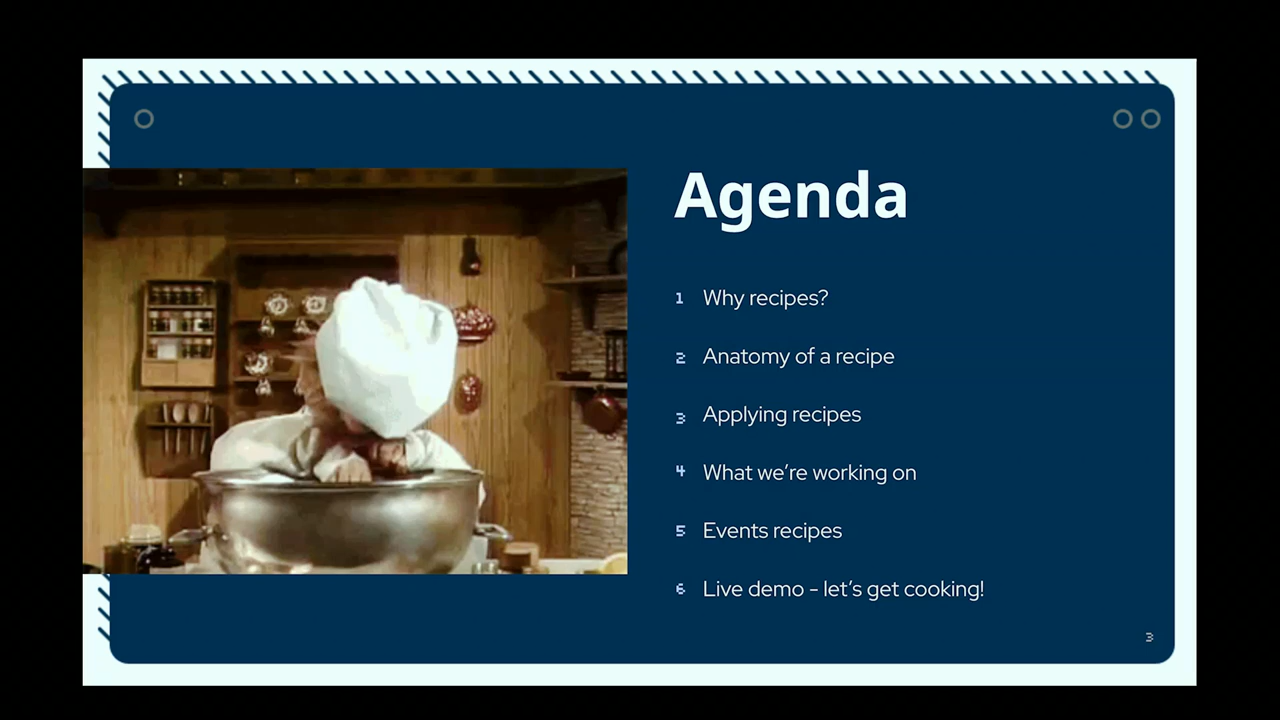 Agenda
1 Why recipes?
2 Anatomy of a recipe
3 Applying recipes
4 What we’re working on
5 Events recipes
6 Live demo - let’s get cooking!
3